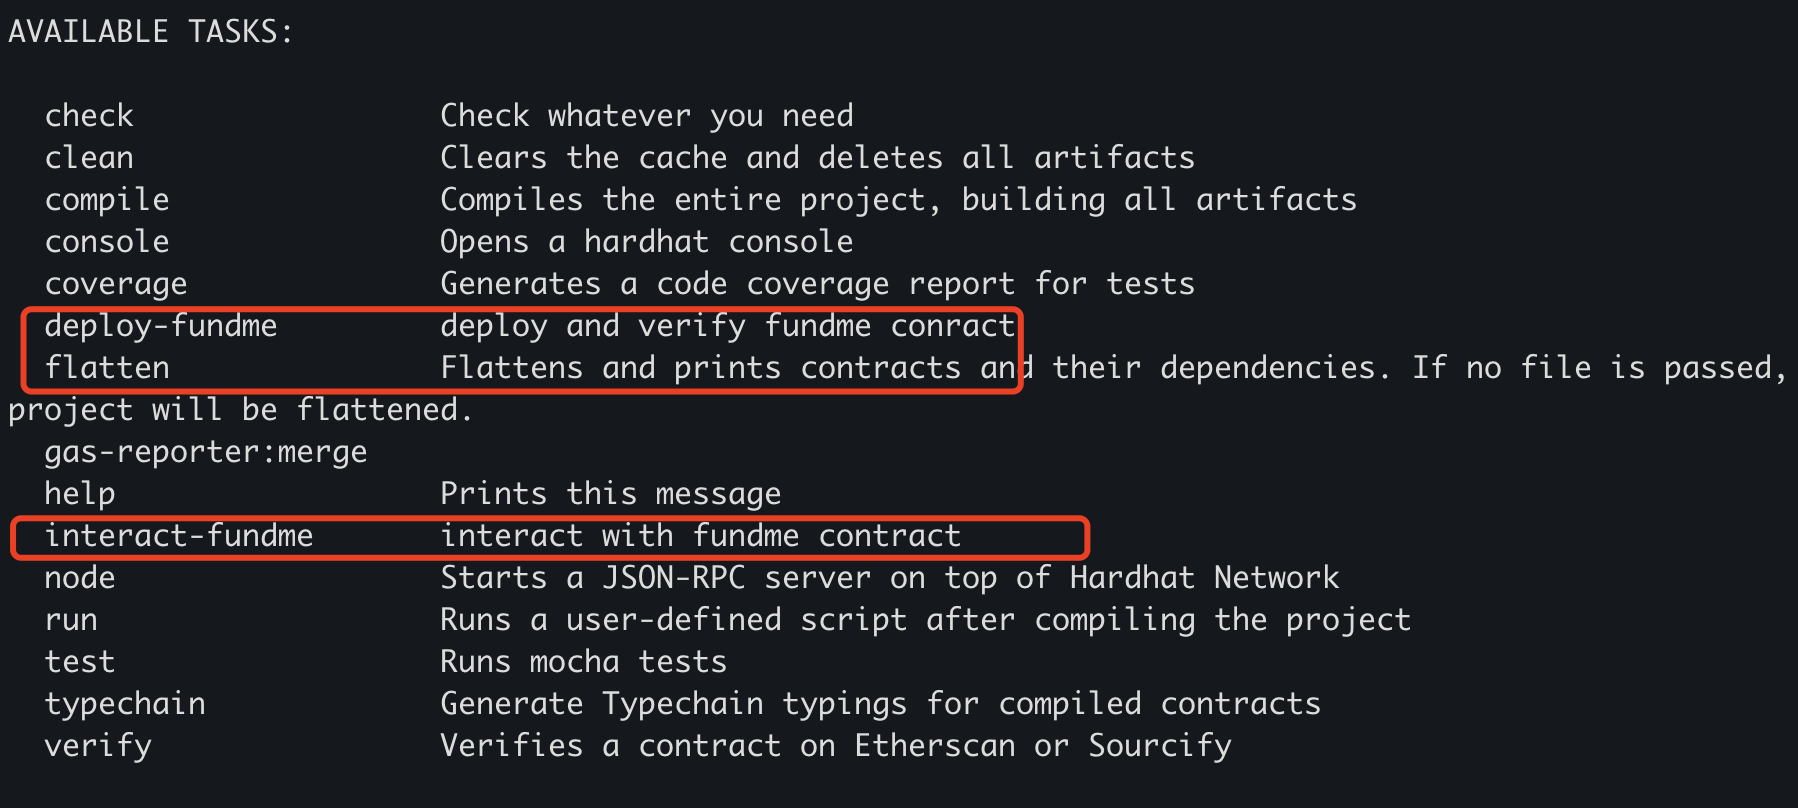 AVAILABLE TASKS:
check Check whatever you need
clean Clears the cache and deletes all artifacts
compile Compiles the entire project, building all artifacts
console Opens a hardhat console
coverage Generates a code coverage report for tests
deploy-fundme deploy and verify fundme conract
flatten Flattens and prints contracts and their dependencies. If no file is passed,
project will be flattened.
gas-reporter:merge
help Prints this message
interact-fundme interact with fundme contract
node Starts a JSON-RPC server on top of Hardhat Network
run Runs a user-defined script after compiling the project
test Runs mocha tests
typechain Generate Typechain typings for compiled contracts
verify Verifies a contract on Etherscan or Sourcify